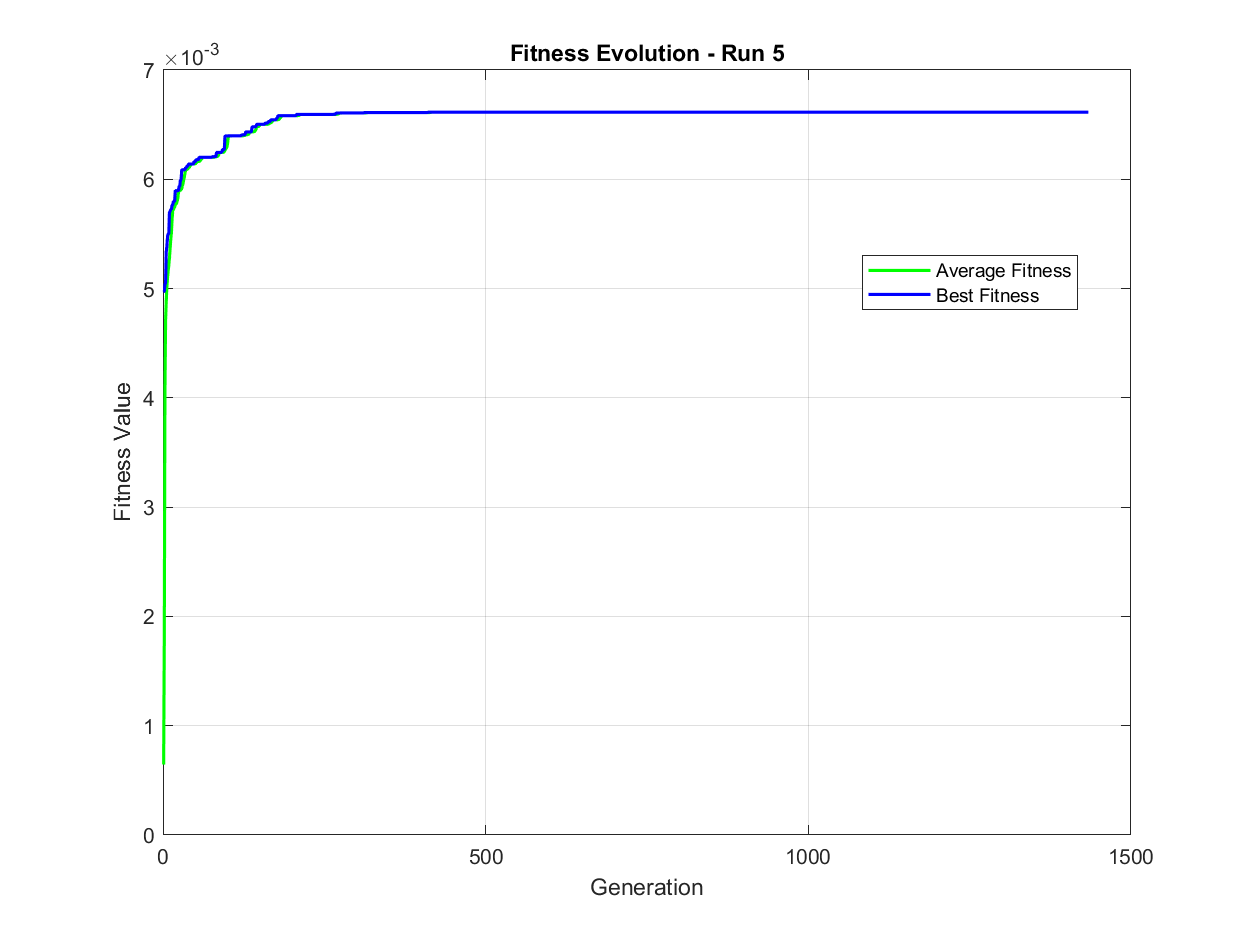 Fitness Evolution - Run 5
×10-3
7
6
5
4
3
2
1
0
Fitness Value
Average Fitness
Best Fitness
0 500 1000 1500
Generation